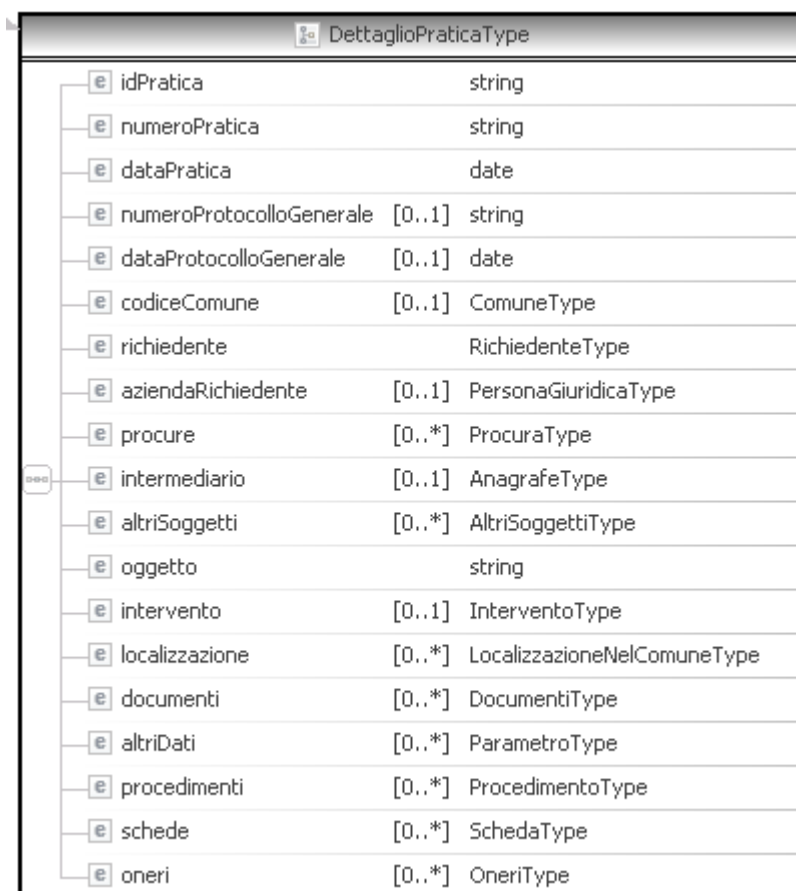 DettaglioPraticaType
e idPratica string
e numeroPratica string
e dataPratica date
e numeroProtocolloGenerale [0..1] string
e dataProtocolloGenerale [0..1] date
e codiceComune [0..1] ComuneType
e richiedente RichiedenteType
e aziendaRichiedente [0..1] PersonaGiuridicaType
e procure [0..*] ProcuraType
e intermediario [0..1] AnagrafeType
e altriSoggetti [0..*] AltriSoggettiType
e oggetto string
e intervento [0..1] InterventoType
e localizzazione [0..*] LocalizzazioneNelComuneType
e documenti [0..*] DocumentiType
e altriDati [0..*] ParametroType
e procedimenti [0..*] ProcedimentoType
e schede [0..*] SchedaType
e oneri [0..*] OneriType